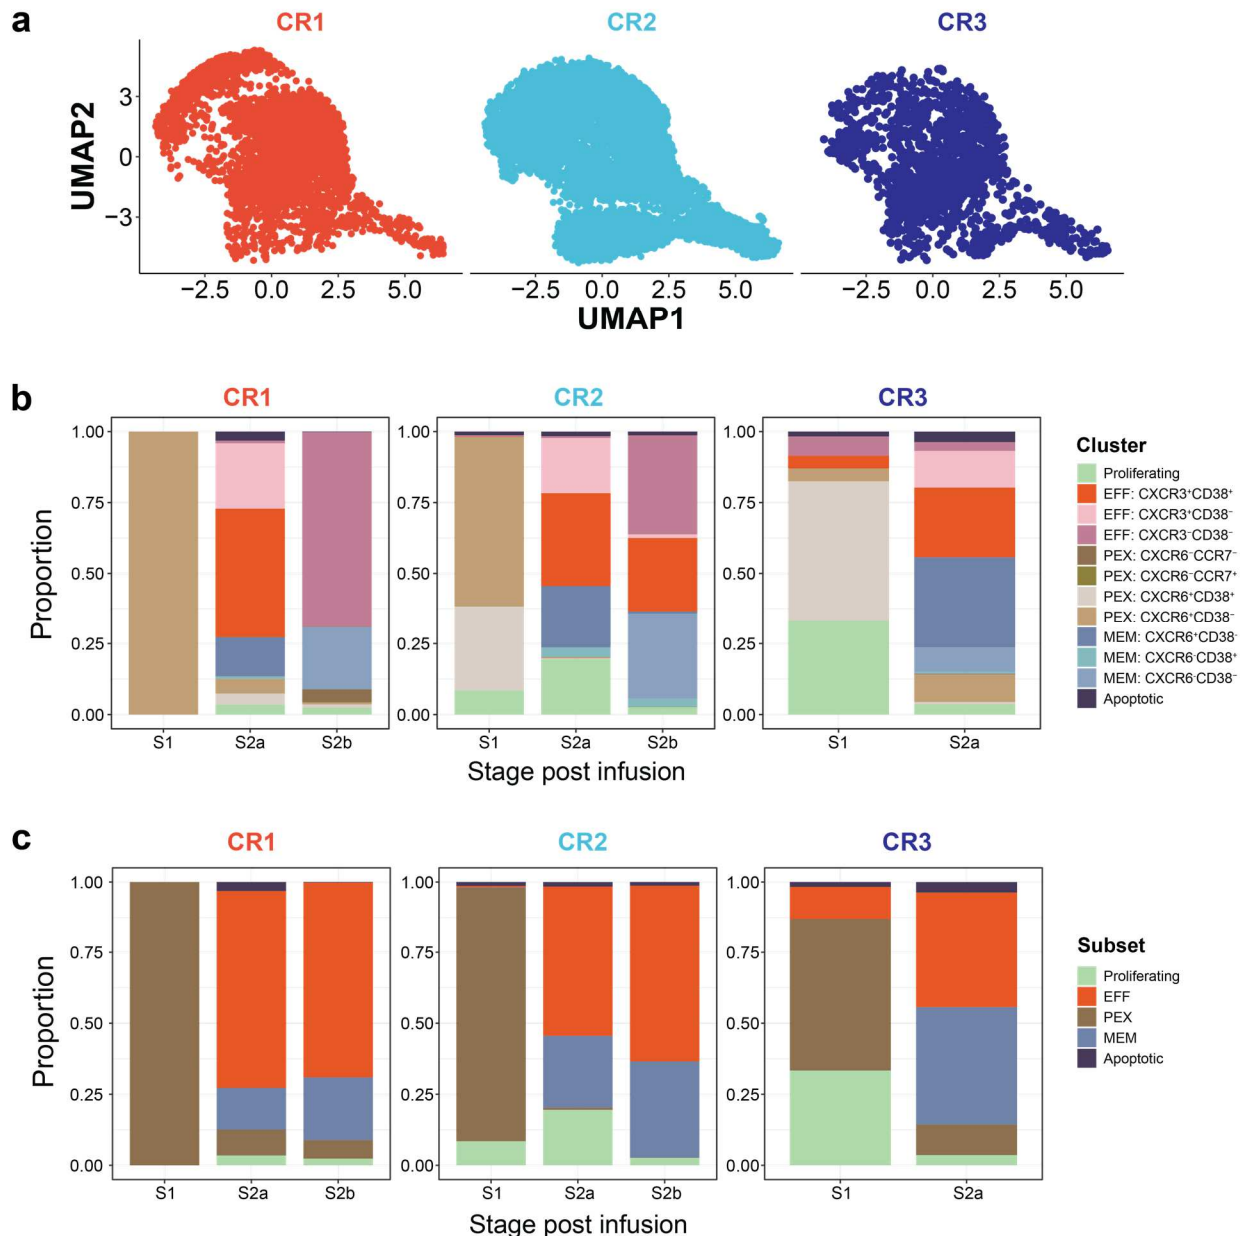 a
CR1 CR2 CR3
UMAP2
3
0
−3
−2.5 0.0 2.5 5.0 −2.5 0.0 2.5 5.0 −2.5 0.0 2.5 5.0
UMAP1
b
CR1 CR2 CR3
Proportion
1.00 1.00 1.00
0.75 0.75 0.75
0.50 0.50 0.50
0.25 0.25 0.25
0.00 0.00 0.00
S1 S2a S2b S1 S2a S2b S1 S2a
Stage post infusion
Cluster
Proliferating
EFF: CXCR3⁺CD38⁺
EFF: CXCR3⁺CD38⁻
EFF: CXCR3⁻CD38⁻
PEX: CXCR6⁻CCR7⁻
PEX: CXCR6⁻CCR7⁺
PEX: CXCR6⁺CD38⁺
PEX: CXCR6⁺CD38⁻
MEM: CXCR6⁺CD38⁻
MEM: CXCR6⁻CD38⁺
MEM: CXCR6⁻CD38⁻
Apoptotic
c
CR1 CR2 CR3
Proportion
1.00 1.00 1.00
0.75 0.75 0.75
0.50 0.50 0.50
0.25 0.25 0.25
0.00 0.00 0.00
S1 S2a S2b S1 S2a S2b S1 S2a
Stage post infusion
Subset
Proliferating
EFF
PEX
MEM
Apoptotic